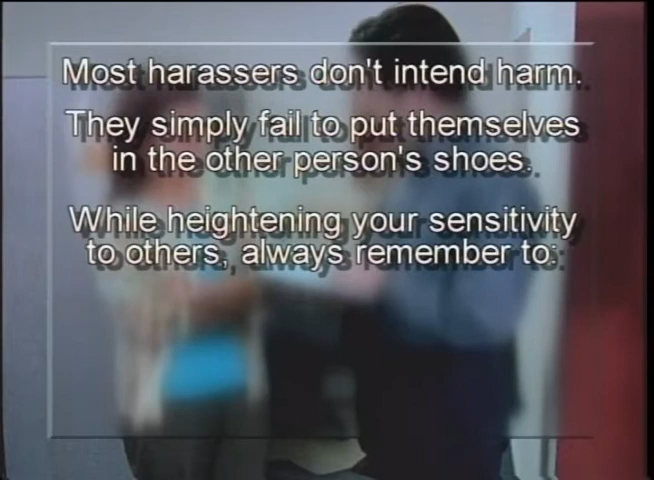 Most harassers don't intend harm.
They simply fail to put themselves
in the other person's shoes.
While heightening your sensitivity
to others, always remember to: